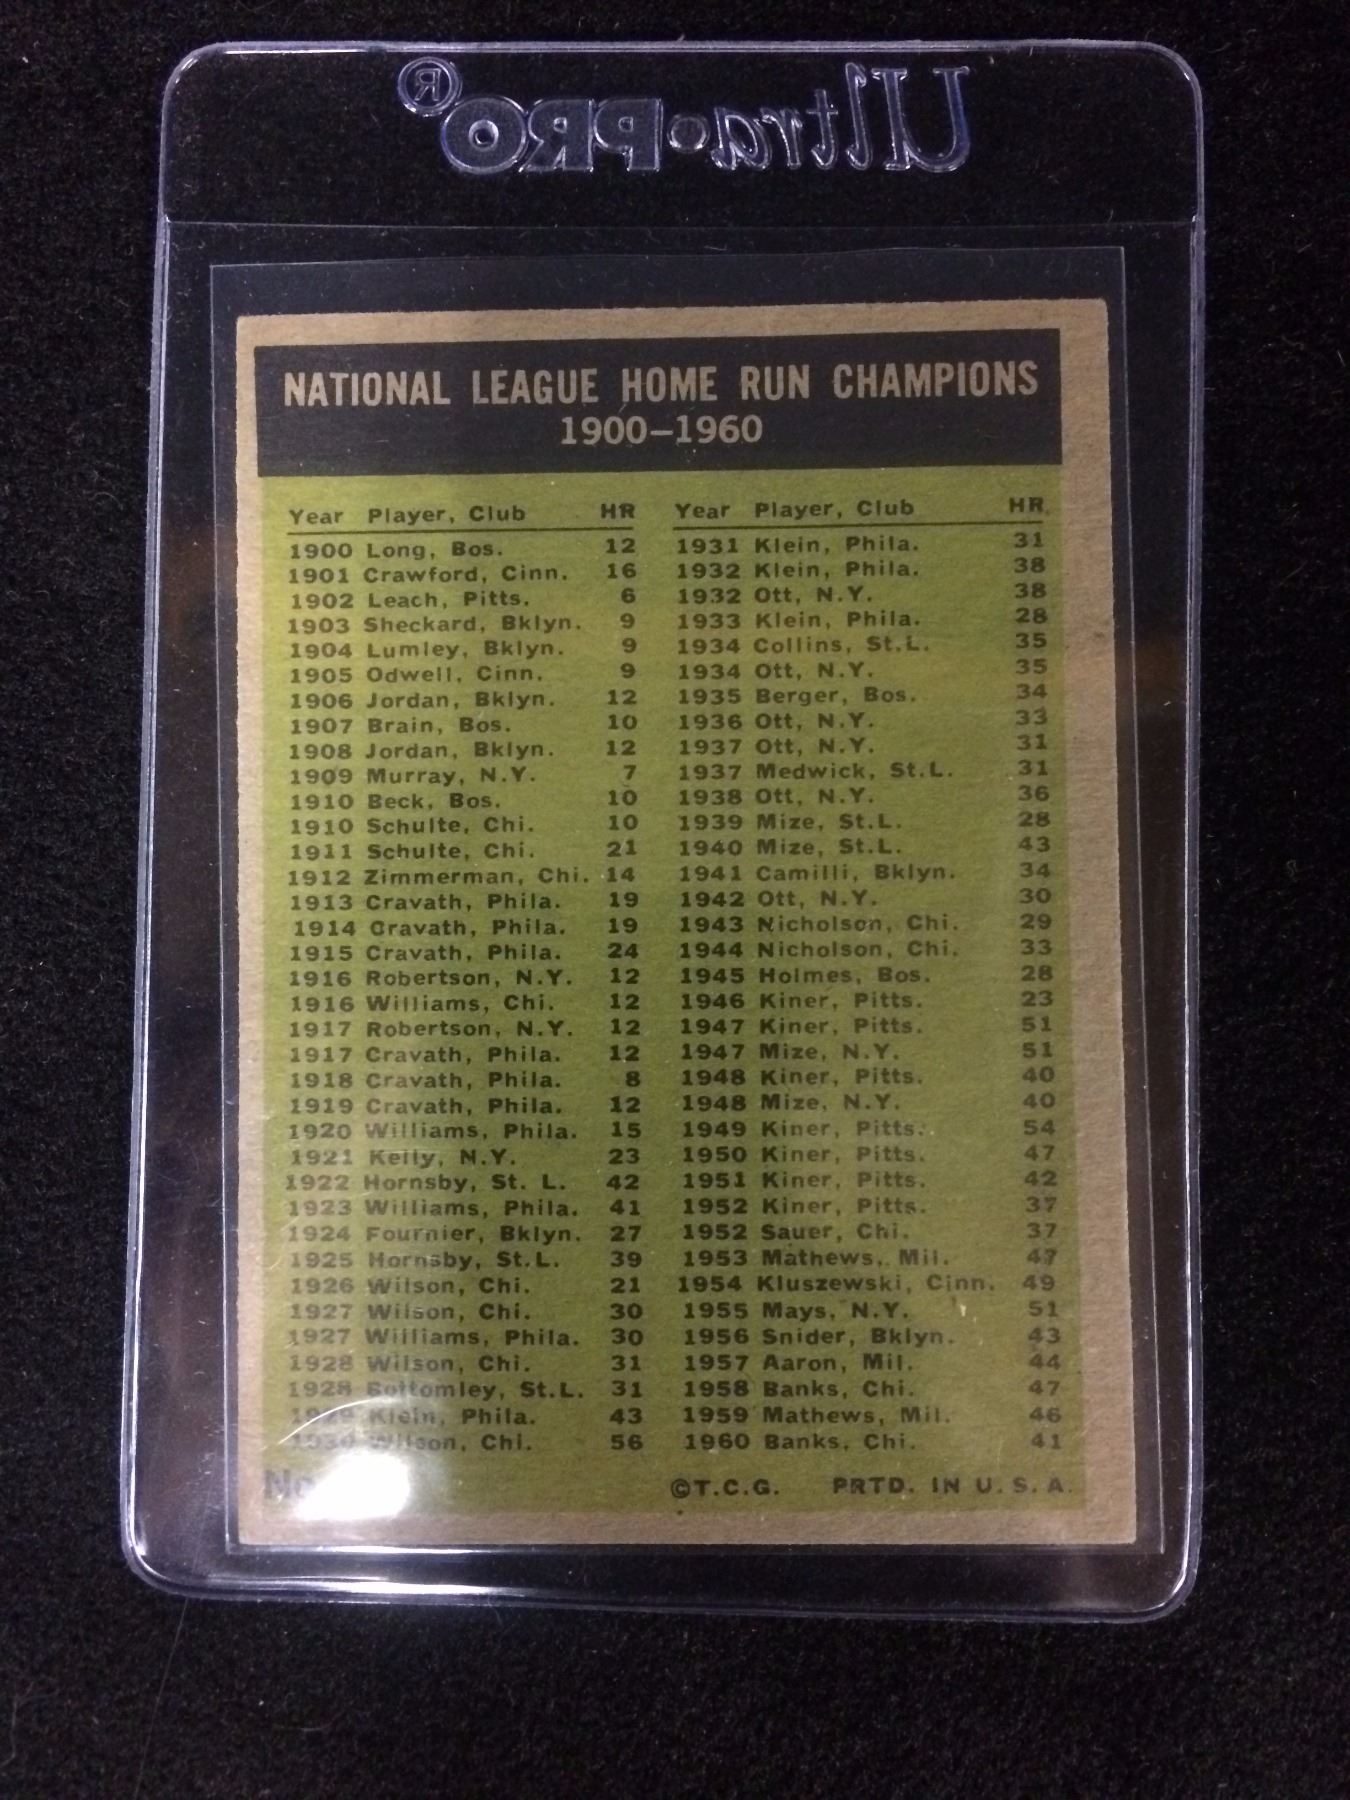 Ultra•PRO®
NATIONAL LEAGUE HOME RUN CHAMPIONS
1900–1960
Year Player, Club HR
1900 Long, Bos. 12
1901 Crawford, Cinn. 16
1902 Leach, Pitts. 6
1903 Sheckard, Bklyn. 9
1904 Lumley, Bklyn. 9
1905 Odwell, Cinn. 9
1906 Jordan, Bklyn. 12
1907 Brain, Bos. 10
1908 Jordan, Bklyn. 12
1909 Murray, N.Y. 7
1910 Beck, Bos. 10
1910 Schulte, Chi. 10
1911 Schulte, Chi. 21
1912 Zimmerman, Chi. 14
1913 Cravath, Phila. 19
1914 Cravath, Phila. 19
1915 Cravath, Phila. 24
1916 Robertson, N.Y. 12
1916 Williams, Chi. 12
1917 Robertson, N.Y. 12
1917 Cravath, Phila. 12
1918 Cravath, Phila. 8
1919 Cravath, Phila. 12
1920 Williams, Phila. 15
1921 Kelly, N.Y. 23
1922 Hornsby, St. L. 42
1923 Williams, Phila. 41
1924 Fournier, Bklyn. 27
1925 Hornsby, St.L. 39
1926 Wilson, Chi. 21
1927 Wilson, Chi. 30
1927 Williams, Phila. 30
1928 Wilson, Chi. 31
1928 Bottomley, St.L. 31
1929 Klein, Phila. 43
1930 Wilson, Chi. 56
Year Player, Club HR
1931 Klein, Phila. 31
1932 Klein, Phila. 38
1932 Ott, N.Y. 38
1933 Klein, Phila. 28
1934 Collins, St.L. 35
1934 Ott, N.Y. 35
1935 Berger, Bos. 34
1936 Ott, N.Y. 33
1937 Ott, N.Y. 31
1937 Medwick, St.L. 31
1938 Ott, N.Y. 36
1939 Mize, St.L. 28
1940 Mize, St.L. 43
1941 Camilli, Bklyn. 34
1942 Ott, N.Y. 30
1943 Nicholson, Chi. 29
1944 Nicholson, Chi. 33
1945 Holmes, Bos. 28
1946 Kiner, Pitts. 23
1947 Kiner, Pitts. 51
1947 Mize, N.Y. 51
1948 Kiner, Pitts. 40
1948 Mize, N.Y. 40
1949 Kiner, Pitts. 54
1950 Kiner, Pitts. 47
1951 Kiner, Pitts. 42
1952 Kiner, Pitts. 37
1952 Sauer, Chi. 37
1953 Mathews, Mil. 47
1954 Kluszewski, Cinn. 49
1955 Mays, N.Y. 51
1956 Snider, Bklyn. 43
1957 Aaron, Mil. 44
1958 Banks, Chi. 47
1959 Mathews, Mil. 46
1960 Banks, Chi. 41
No
©T.C.G. PRTD. IN U.S.A.